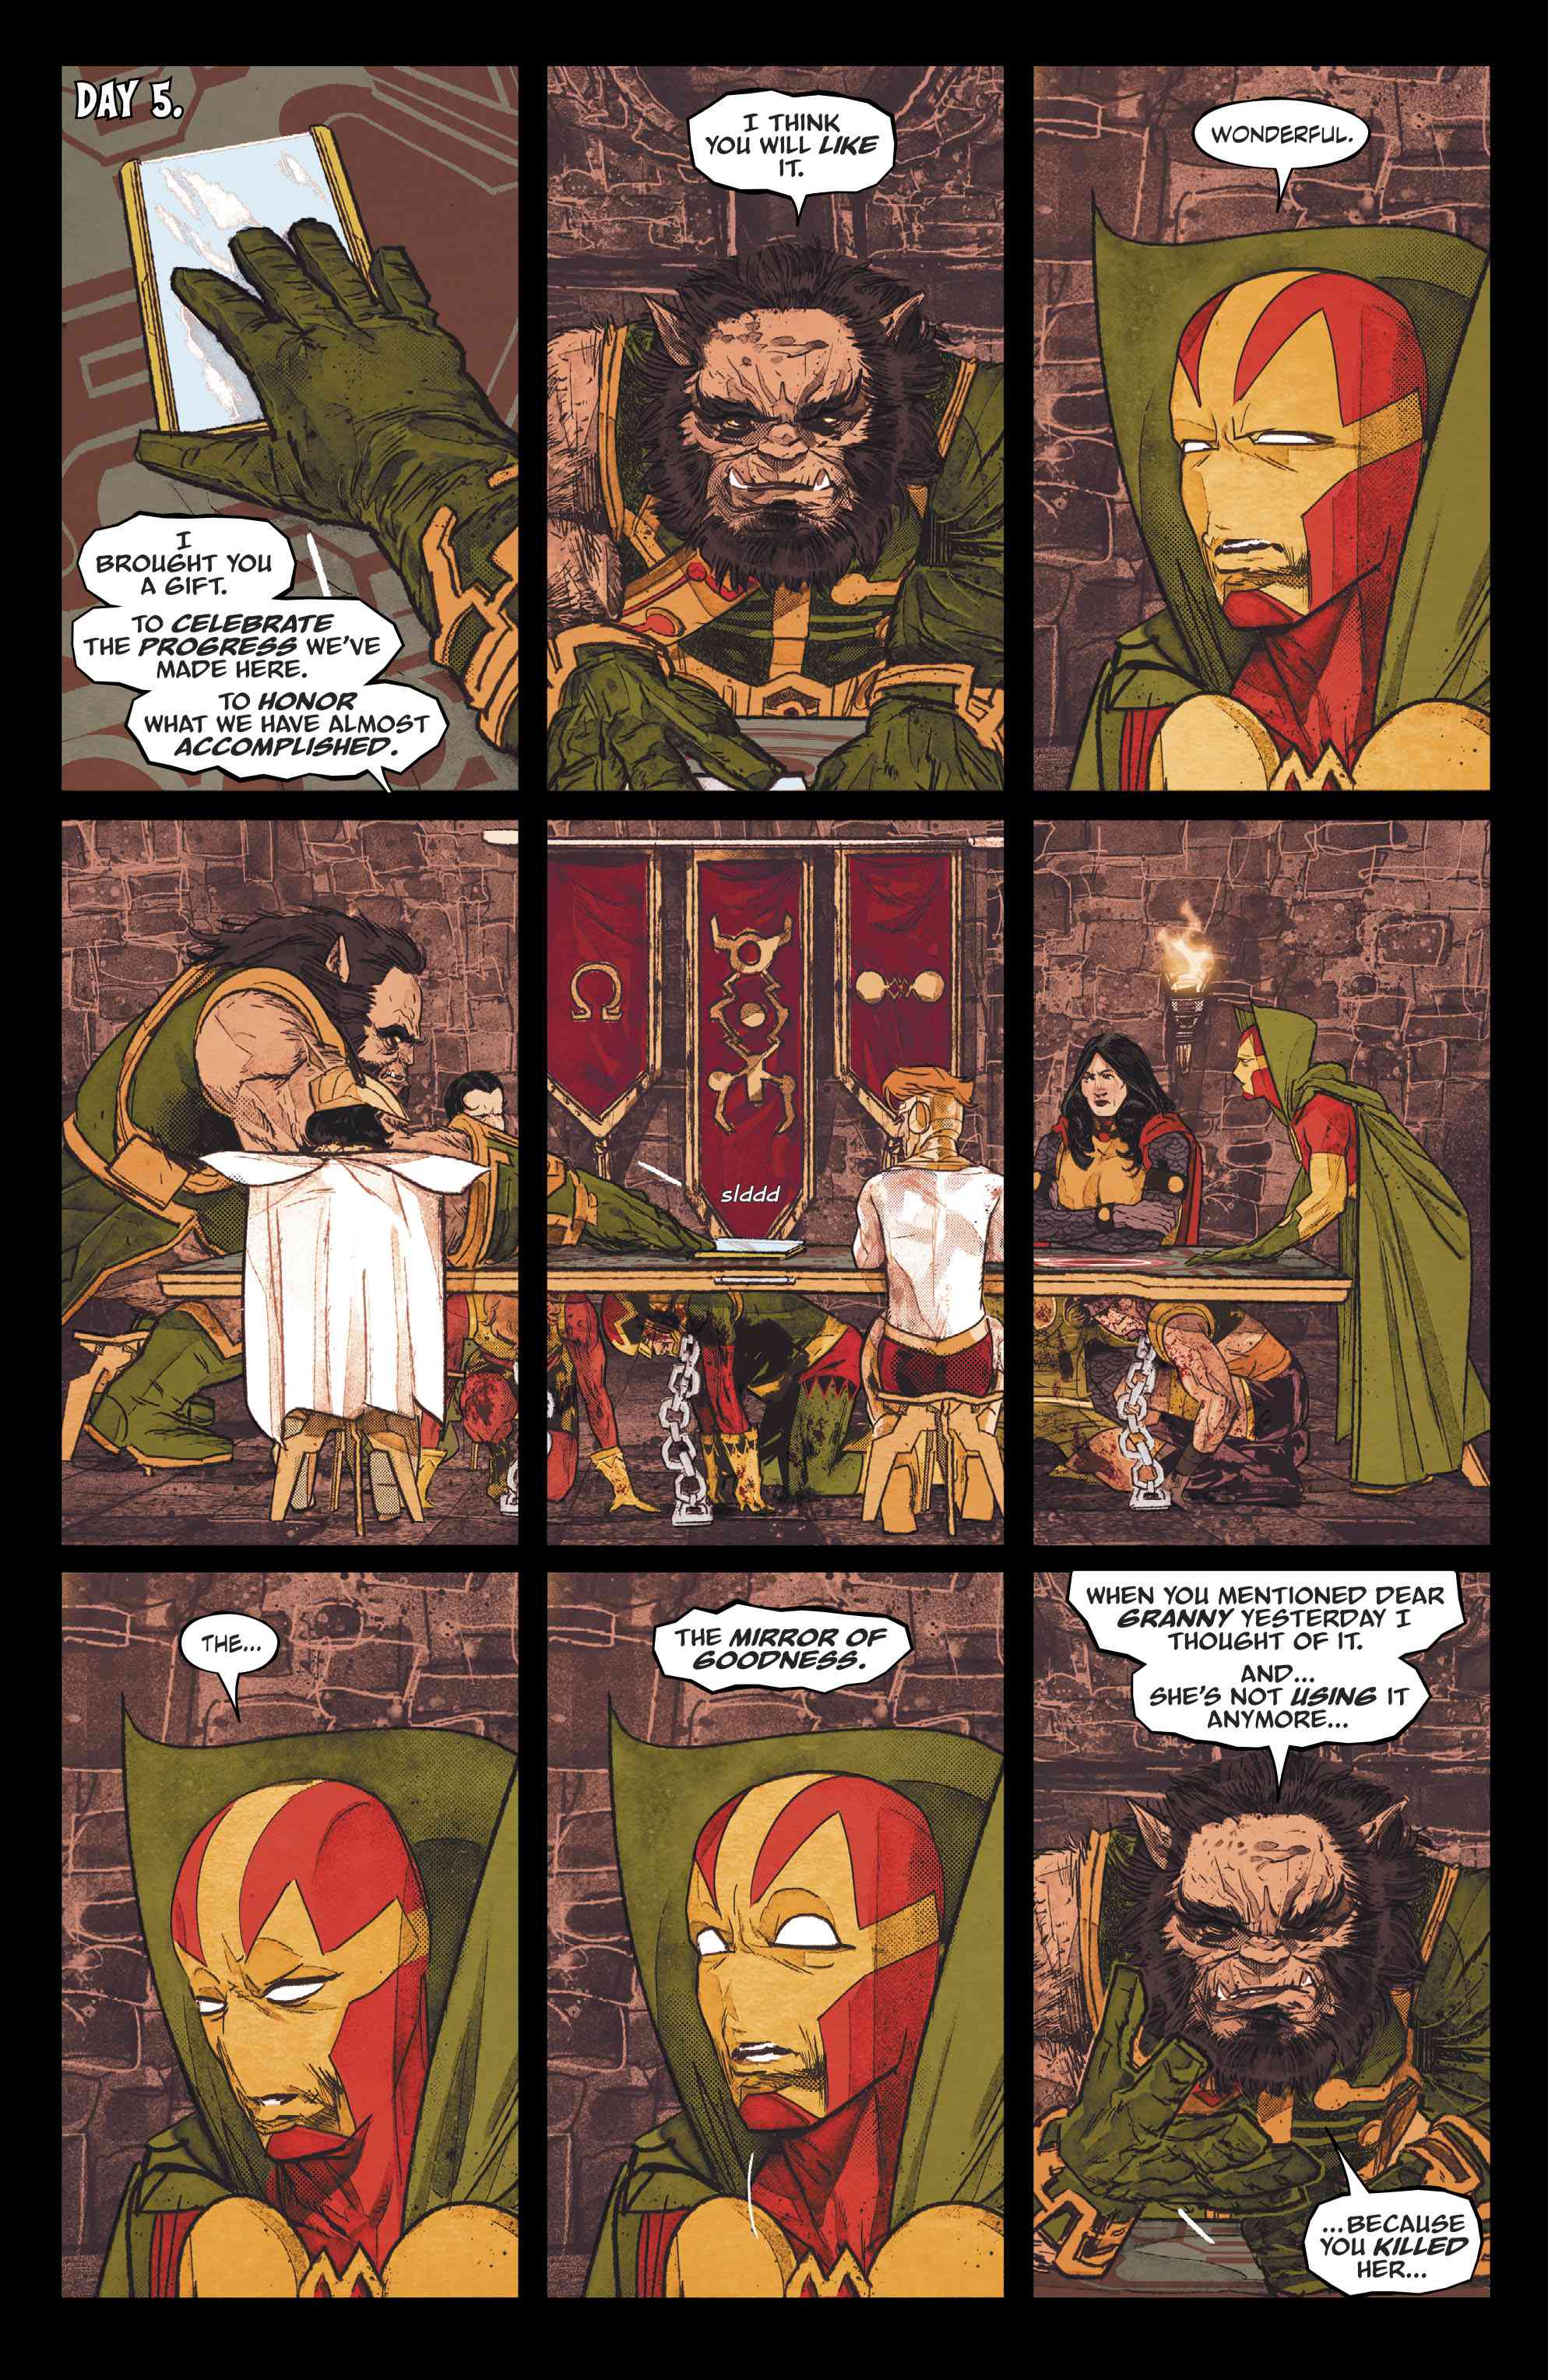 DAY 5.
I
BROUGHT YOU
A GIFT.
TO CELEBRATE
THE PROGRESS WE'VE
MADE HERE.
TO HONOR
WHAT WE HAVE ALMOST
ACCOMPLISHED.
I THINK
YOU WILL LIKE
IT.
WONDERFUL.
Ω
slddd
THE...
THE MIRROR OF
GOODNESS.
WHEN YOU MENTIONED DEAR
GRANNY YESTERDAY I
THOUGHT OF IT.
AND...
SHE'S NOT USING IT
ANYMORE...
...BECAUSE
YOU KILLED
HER...